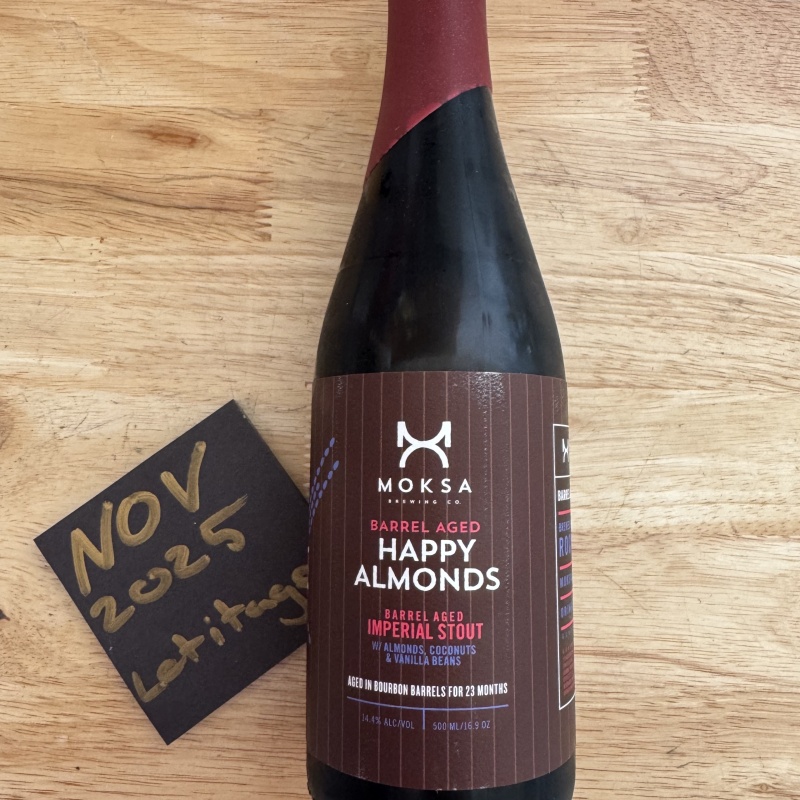 NOV
2025
Letitago
MOKSA
BREWING CO.
BARREL AGED
HAPPY
ALMONDS
BARREL AGED
IMPERIAL STOUT
W/ ALMONDS, COCONUTS
& VANILLA BEANS
AGED IN BOURBON BARRELS FOR 23 MONTHS
14.4% ALC/VOL
500 ML/16.9 OZ